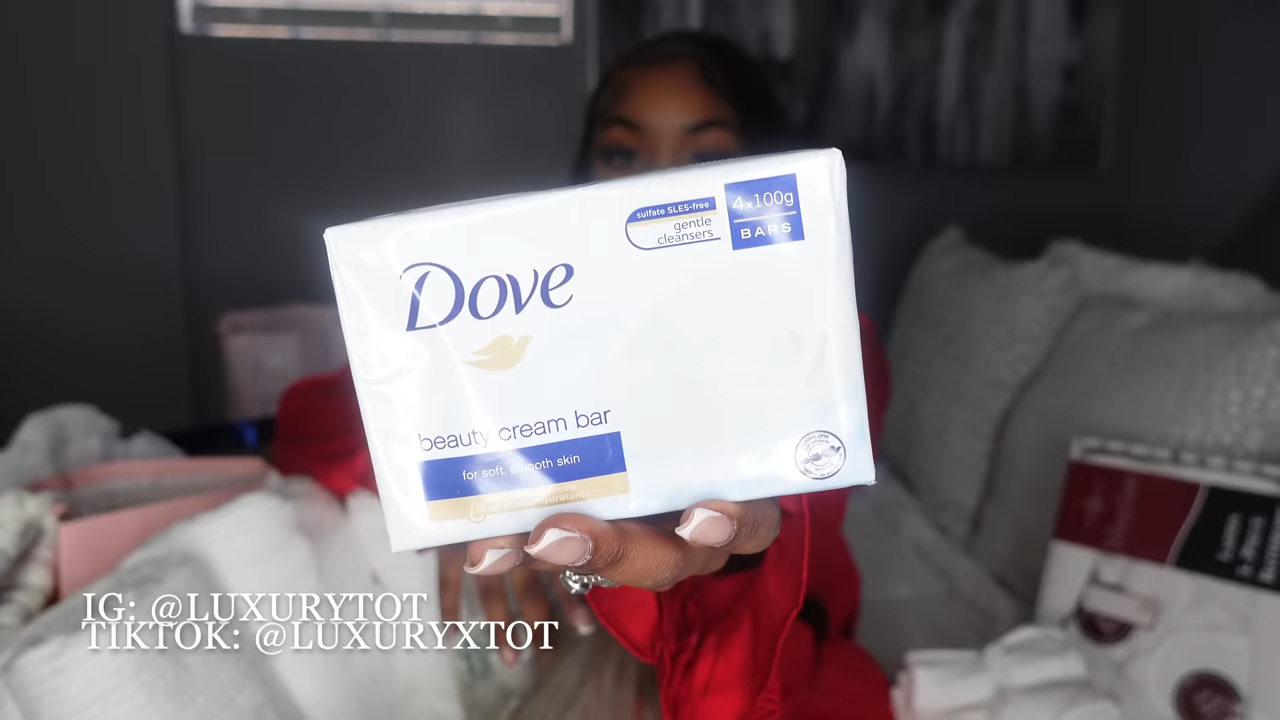 sulfate SLES-free
gentle
cleansers
4x100g
BARS
Dove
beauty cream bar
for soft, smooth skin
IG: @LUXURYTOT
TIKTOK: @LUXURYXTOT